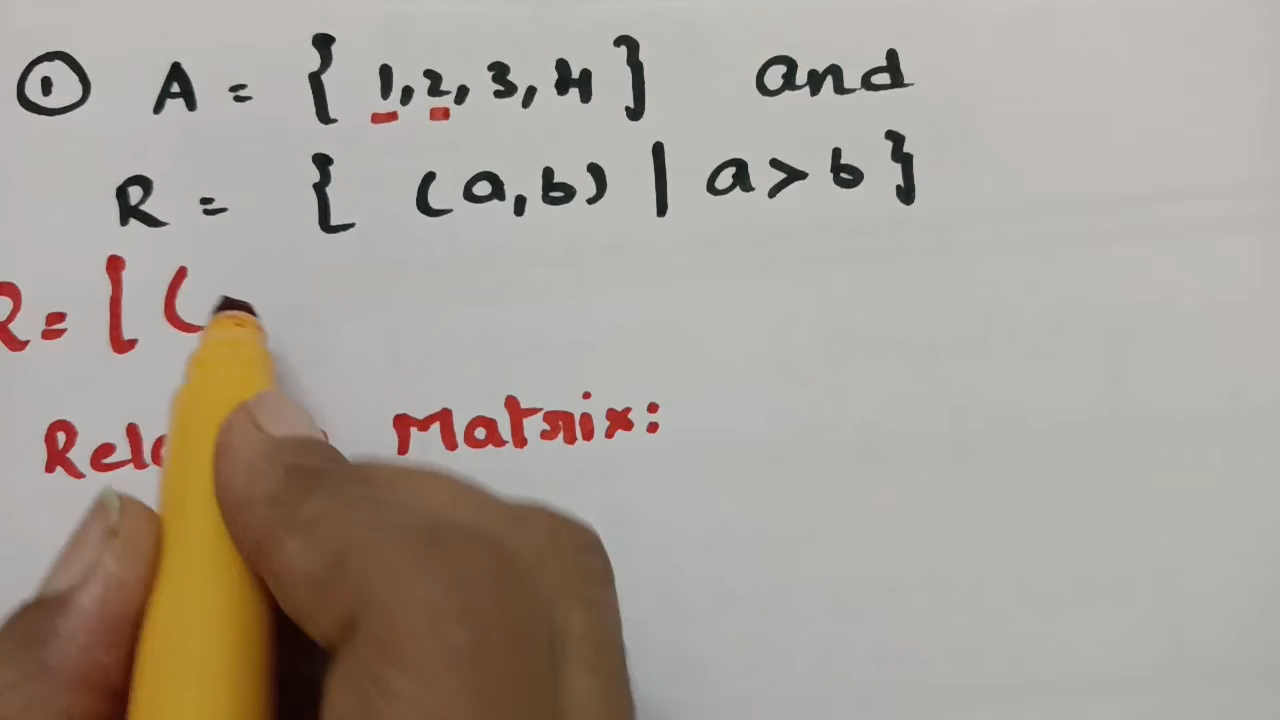 ① A = { 1, 2, 3, 4 } and
R = { (a, b) | a > b }
R = [ (
Matrix: